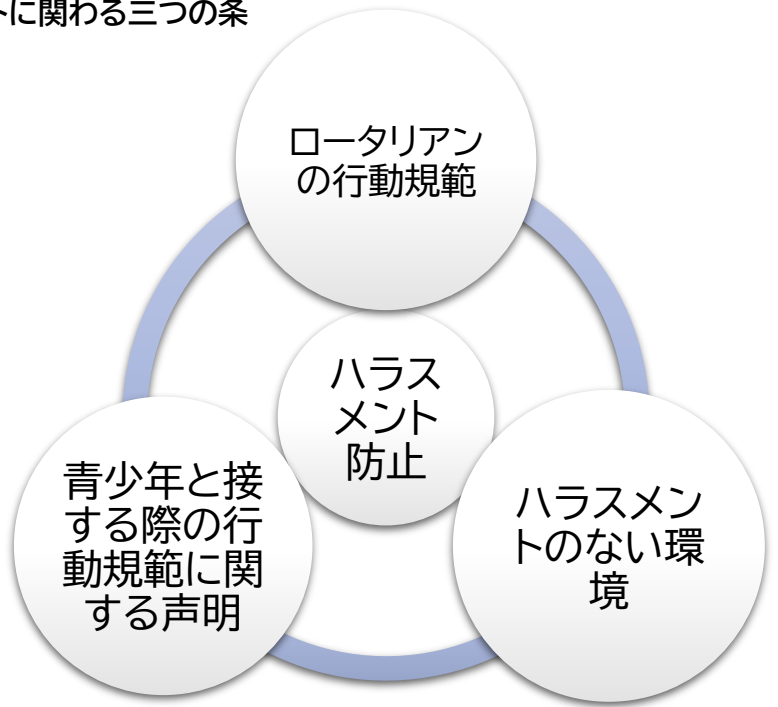 トに関わる三つの条
ロータリアン
の行動規範
ハラス
メント
防止
青少年と接
する際の行
動規範に関
する声明
ハラスメン
トのない環
境